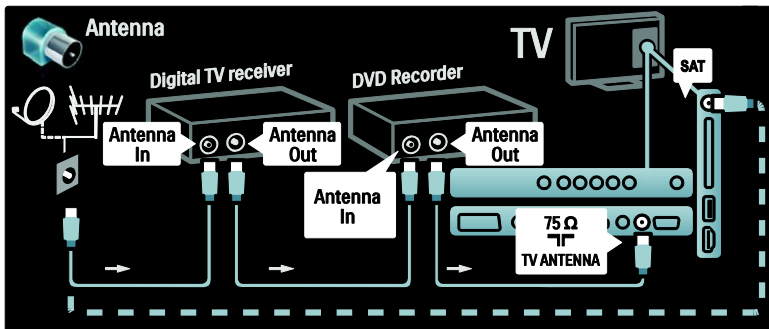 Antenna
TV
Digital TV receiver
DVD Recorder
SAT
Antenna
In
Antenna
Out
Antenna
In
Antenna
Out
75 Ω
TV ANTENNA